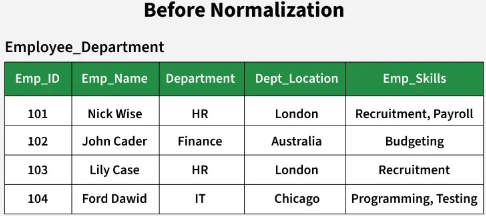 Before Normalization
Employee_Department
Emp_ID Emp_Name Department Dept_Location Emp_Skills
101 Nick Wise HR London Recruitment, Payroll
102 John Cader Finance Australia Budgeting
103 Lily Case HR London Recruitment
104 Ford Dawid IT Chicago Programming, Testing